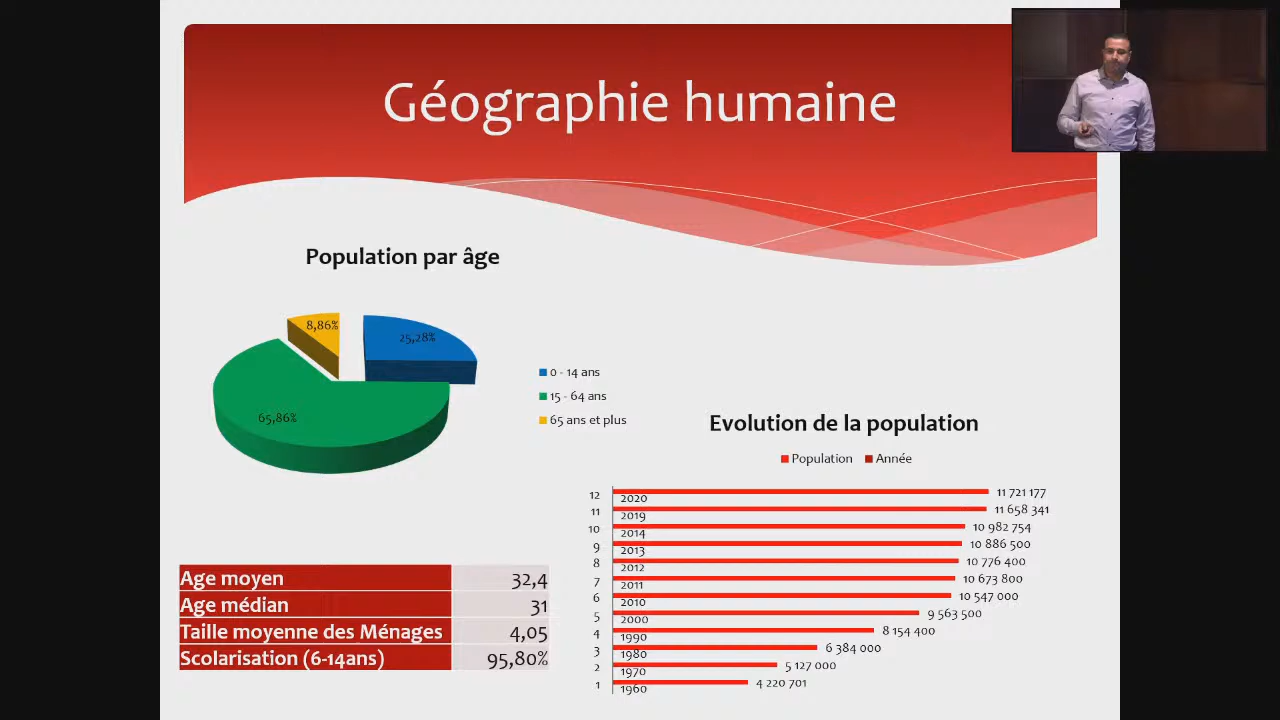 Géographie humaine
Population par âge
8,86%
25,28%
65,86%
0 - 14 ans
15 - 64 ans
65 ans et plus
Evolution de la population
Population
Année
12 2020 11 721 177
11 2019 11 658 341
10 2014 10 982 754
9 2013 10 886 500
8 2012 10 776 400
7 2011 10 673 800
6 2010 10 547 000
5 2000 9 563 500
4 1990 8 154 400
3 1980 6 384 000
2 1970 5 127 000
1 1960 4 220 701
Age moyen 32,4
Age médian 31
Taille moyenne des Ménages 4,05
Scolarisation (6-14ans) 95,80%